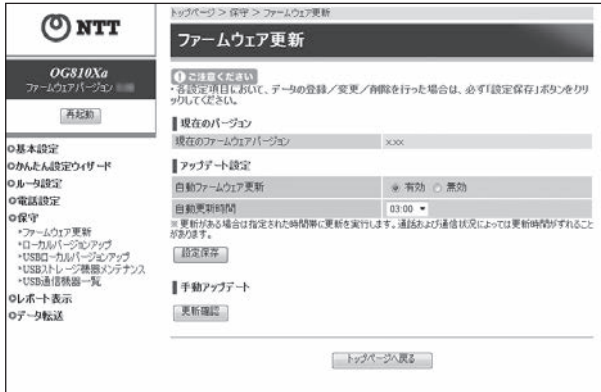 NTT
OG810Xa
ファームウェアバージョン
再起動
基本設定
かんたん設定ウィザード
ルータ設定
電話設定
保守
・ファームウェア更新
・ローカルバージョンアップ
・USBローカルバージョンアップ
・USBストレージ機器メンテナンス
・USB通信機器一覧
レポート表示
データ転送
トップページ > 保守 > ファームウェア更新
ファームウェア更新
ご注意ください
・各設定項目において、データの登録/変更/削除を行った場合は、必ず「設定保存」ボタンをクリ
ックしてください。
現在のバージョン
現在のファームウェアバージョン x.xx
アップデート設定
自動ファームウェア更新 有効 無効
自動更新時間 03:00
※更新がある場合は指定された時間帯に更新を実行します。通話および通信状況によっては更新時間がずれること
があります。
設定保存
手動アップデート
更新確認
トップページへ戻る